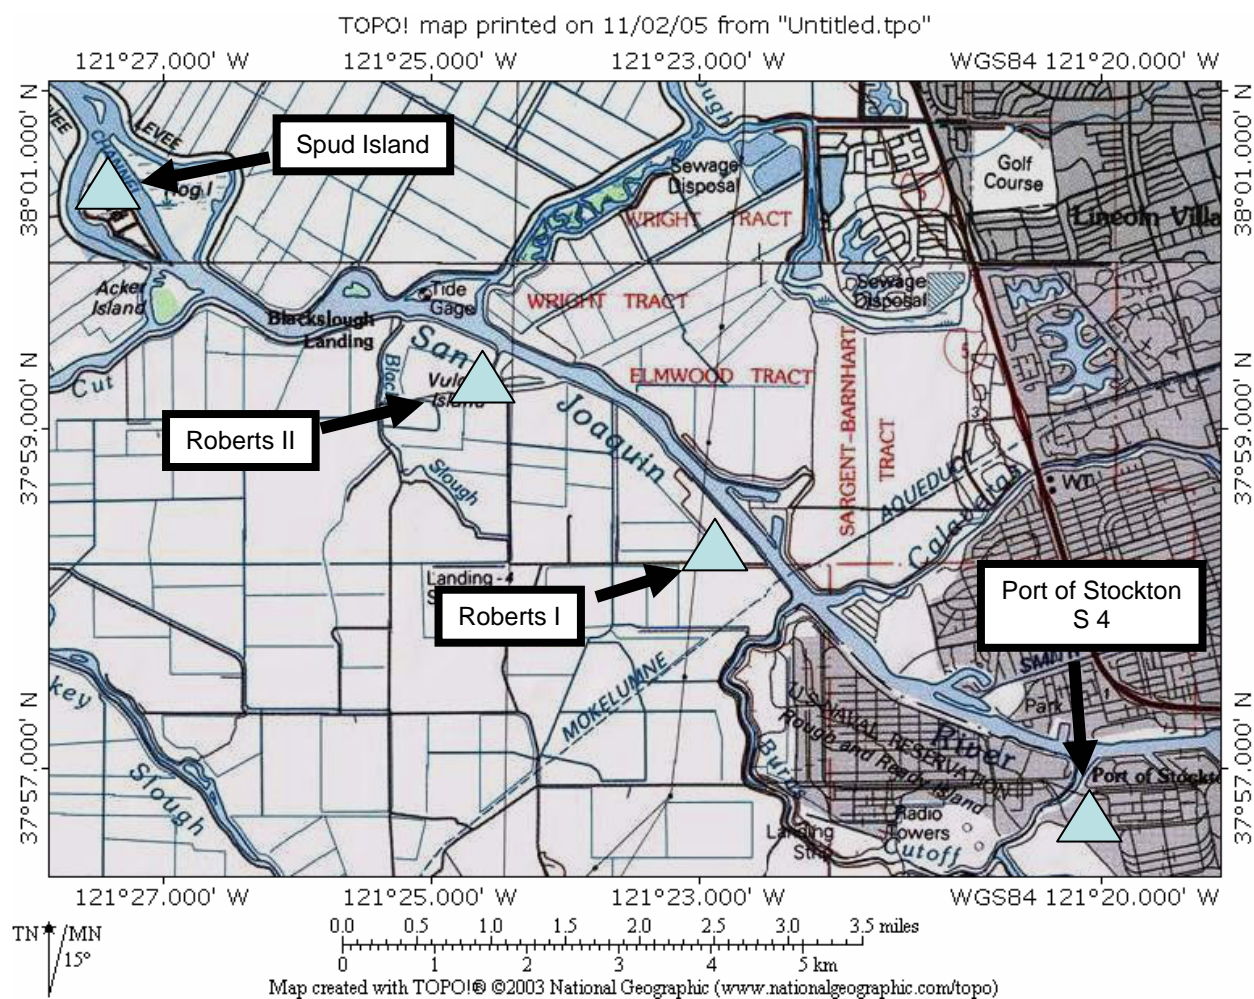 TOPO! map printed on 11/02/05 from "Untitled.tpo"
121°27.000' W 121°25.000' W 121°23.000' W WGS84 121°20.000' W
38°01.000' N
38°01.000' N
37°59.000' N
37°59.000' N
37°57.000' N
37°57.000' N
LEVEE
CHANNEL
Spud Island
Hog I
Sewage
Disposal
Golf
Course
WRIGHT TRACT
Acker
Island
Tide
Gage
WRIGHT TRACT
Sewage
Disposal
Blackslough
Landing
San
Joaquin
River
Cut
ELMWOOD TRACT
5
SARGENT-BARNHART
TRACT
Island
Roberts II
Slough
3
WT
AQUEDUCT
Calaveras
Landing
Roberts I
Port of Stockton
S 4
MOKELUMNE
Park
U S NAVAL RESERVATION
Rough and Ready Island
Burns
Cutoff
Slough
Port of
Radio
Towers
Landing
121°27.000' W 121°25.000' W 121°23.000' W WGS84 121°20.000' W
TN MN
15°
0.0 0.5 1.0 1.5 2.0 2.5 3.0 3.5 miles
0 1 2 3 4 5 km
Map created with TOPO!® ©2003 National Geographic (www.nationalgeographic.com/topo)